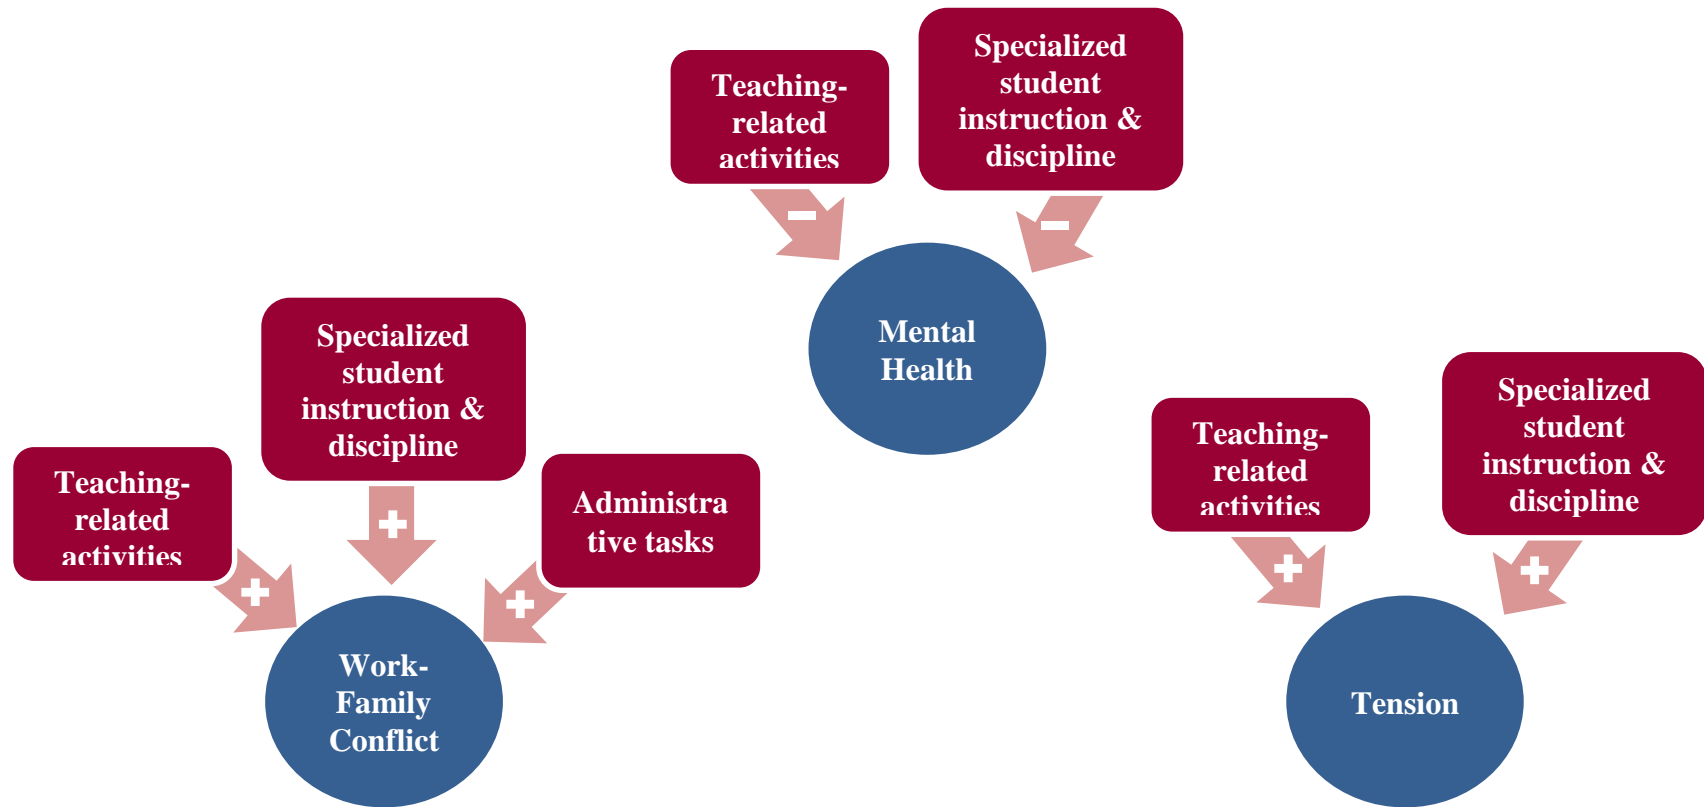 Teaching-
related
activities
Specialized
student
instruction &
discipline
Mental
Health
Teaching-
related
activities
Specialized
student
instruction &
discipline
Administra
tive tasks
Work-
Family
Conflict
Teaching-
related
activities
Specialized
student
instruction &
discipline
Tension